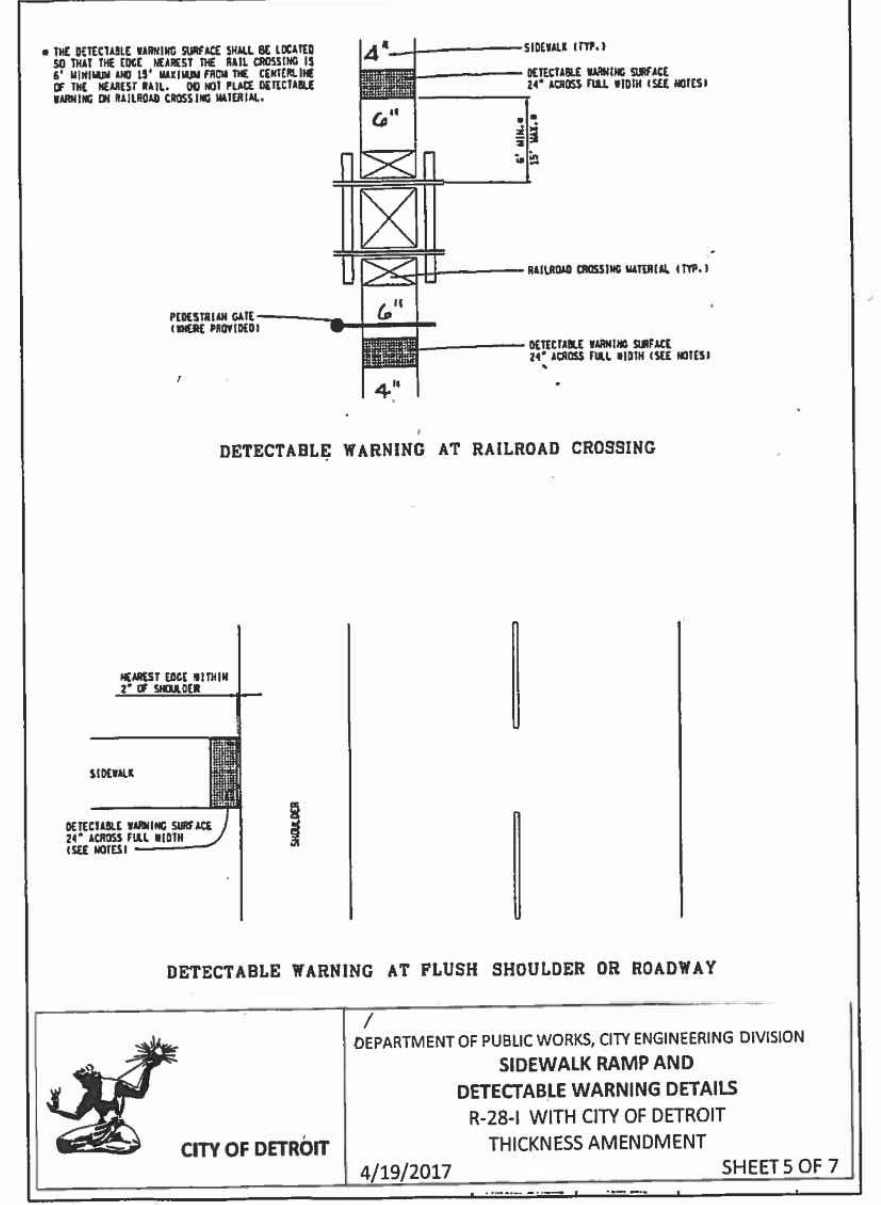 * THE DETECTABLE WARNING SURFACE SHALL BE LOCATED
SO THAT THE EDGE NEAREST THE RAIL CROSSING IS
6' MINIMUM AND 15' MAXIMUM FROM THE CENTERLINE
OF THE NEAREST RAIL. DO NOT PLACE DETECTABLE
WARNING ON RAILROAD CROSSING MATERIAL.
4"
SIDEWALK (TYP.)
DETECTABLE WARNING SURFACE
24" ACROSS FULL WIDTH (SEE NOTES)
6"
6' MIN.*
15' MAX.*
RAILROAD CROSSING MATERIAL (TYP.)
6"
PEDESTRIAN GATE
(WHERE PROVIDED)
DETECTABLE WARNING SURFACE
24" ACROSS FULL WIDTH (SEE NOTES)
4"
DETECTABLE WARNING AT RAILROAD CROSSING
NEAREST EDGE WITHIN
2" OF SHOULDER
SIDEWALK
DETECTABLE WARNING SURFACE
24" ACROSS FULL WIDTH
(SEE NOTES)
SHOULDER
DETECTABLE WARNING AT FLUSH SHOULDER OR ROADWAY
CITY OF DETROIT
DEPARTMENT OF PUBLIC WORKS, CITY ENGINEERING DIVISION
SIDEWALK RAMP AND
DETECTABLE WARNING DETAILS
R-28-I WITH CITY OF DETROIT
THICKNESS AMENDMENT
4/19/2017
SHEET 5 OF 7